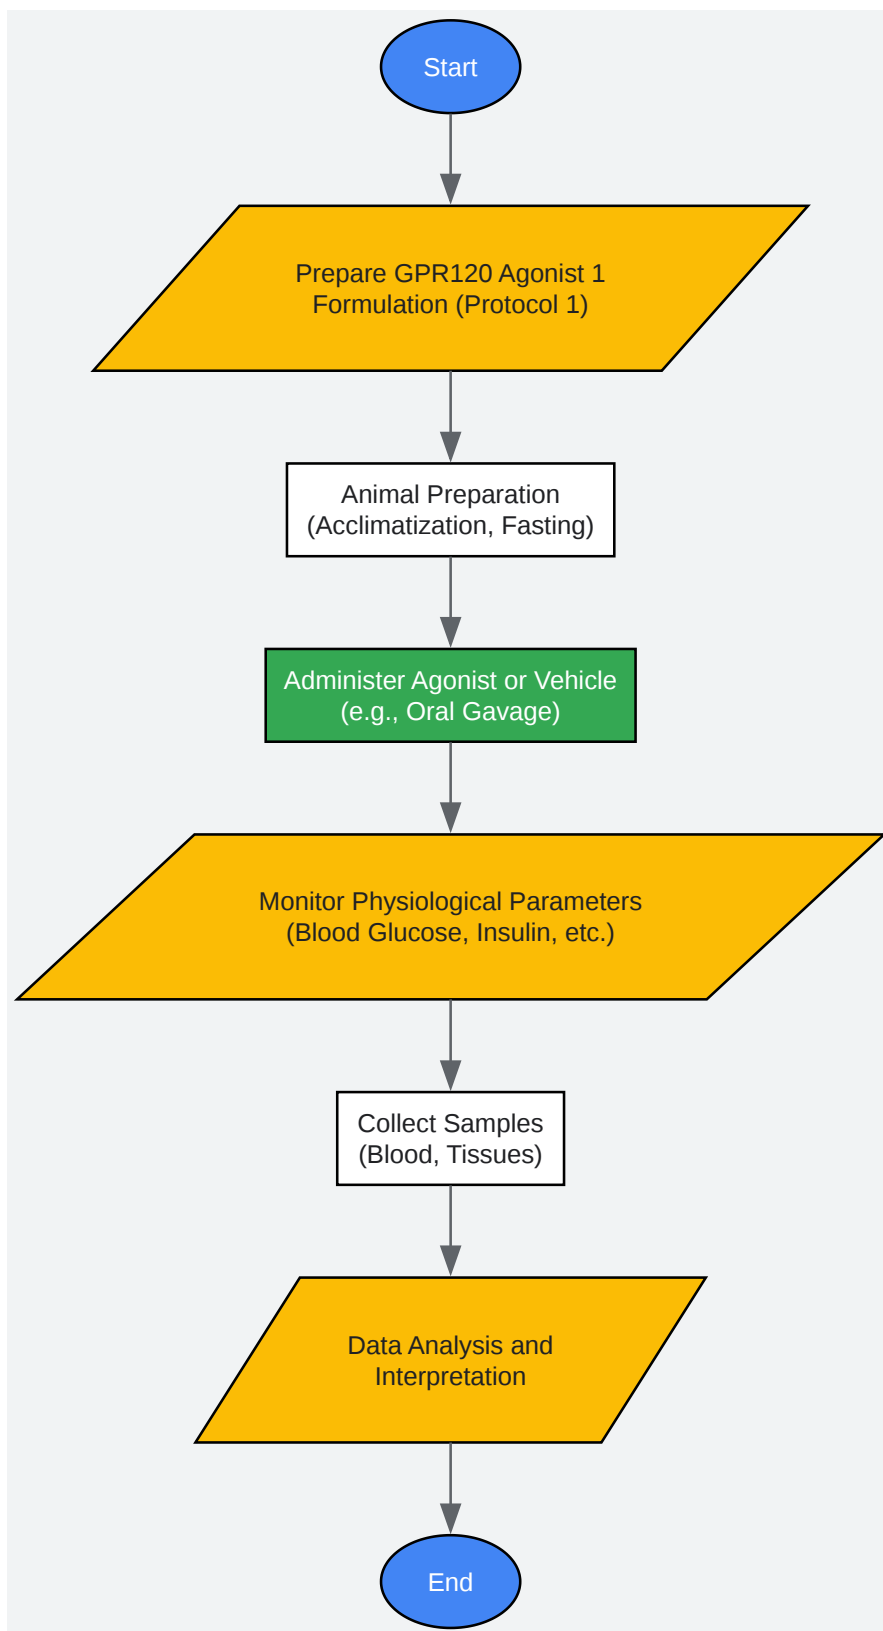 Start
Prepare GPR120 Agonist 1
Formulation (Protocol 1)
Animal Preparation
(Acclimatization, Fasting)
Administer Agonist or Vehicle
(e.g., Oral Gavage)
Monitor Physiological Parameters
(Blood Glucose, Insulin, etc.)
Collect Samples
(Blood, Tissues)
Data Analysis and
Interpretation
End